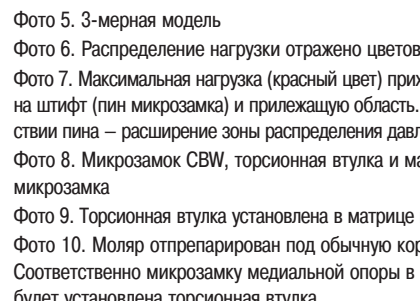 Фото 5. 3-мерная модель
Фото 6. Распределение нагрузки отражено цветов
Фото 7. Максимальная нагрузка (красный цвет) приж
на штифт (пин микрозамка) и прилежащую область.
ствии пина – расширение зоны распределения давл
Фото 8. Микрозамок CBW, торсионная втулка и ма
микрозамка
Фото 9. Торсионная втулка установлена в матрице
Фото 10. Моляр отпрепарирован под обычную кор
Соответственно микрозамку медиальной опоры в
будет установлена торсионная втулка